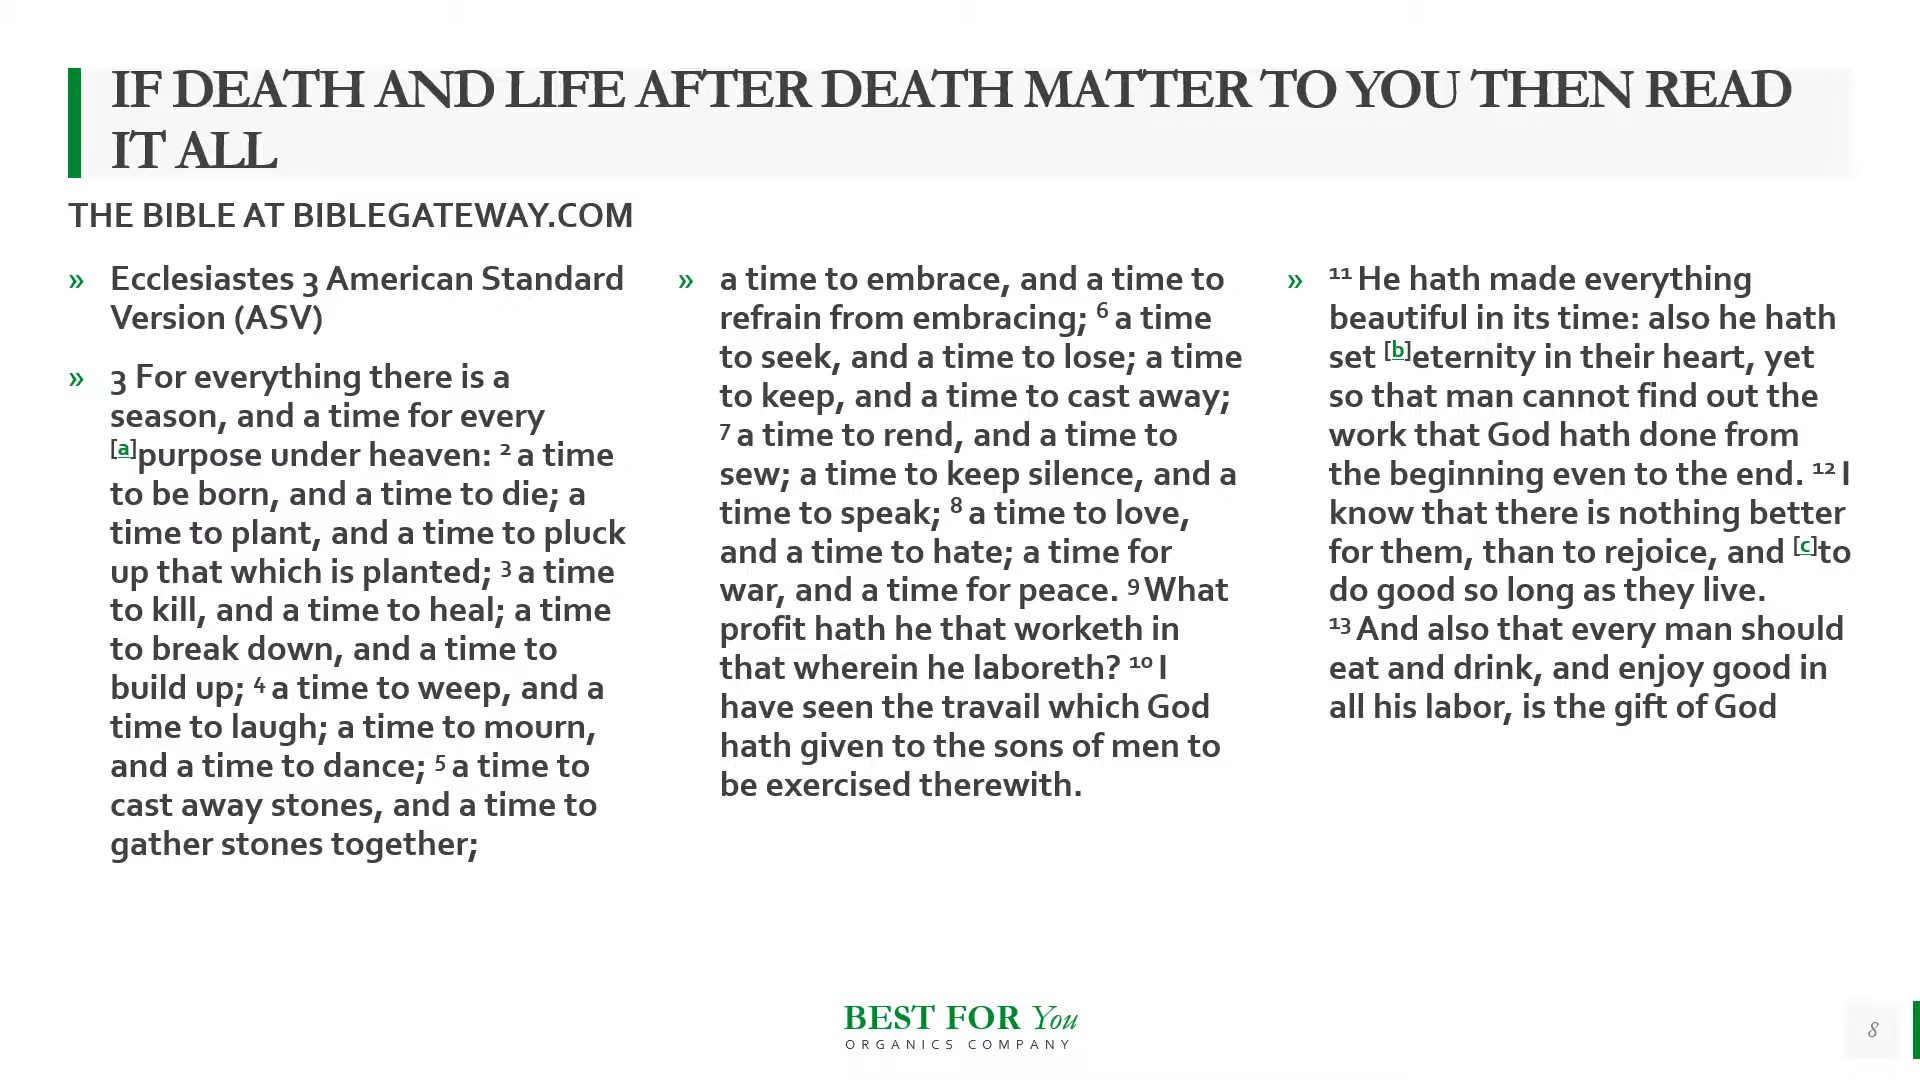 IF DEATH AND LIFE AFTER DEATH MATTER TO YOU THEN READ
IT ALL
THE BIBLE AT BIBLEGATEWAY.COM
» Ecclesiastes 3 American Standard
Version (ASV)
» 3 For everything there is a
season, and a time for every
[a]purpose under heaven: 2 a time
to be born, and a time to die; a
time to plant, and a time to pluck
up that which is planted; 3 a time
to kill, and a time to heal; a time
to break down, and a time to
build up; 4 a time to weep, and a
time to laugh; a time to mourn,
and a time to dance; 5 a time to
cast away stones, and a time to
gather stones together;
» a time to embrace, and a time to
refrain from embracing; 6 a time
to seek, and a time to lose; a time
to keep, and a time to cast away;
7 a time to rend, and a time to
sew; a time to keep silence, and a
time to speak; 8 a time to love,
and a time to hate; a time for
war, and a time for peace. 9 What
profit hath he that worketh in
that wherein he laboreth? 10 I
have seen the travail which God
hath given to the sons of men to
be exercised therewith.
» 11 He hath made everything
beautiful in its time: also he hath
set [b]eternity in their heart, yet
so that man cannot find out the
work that God hath done from
the beginning even to the end. 12 I
know that there is nothing better
for them, than to rejoice, and [c]to
do good so long as they live.
13 And also that every man should
eat and drink, and enjoy good in
all his labor, is the gift of God
BEST FOR You
ORGANICS COMPANY
8